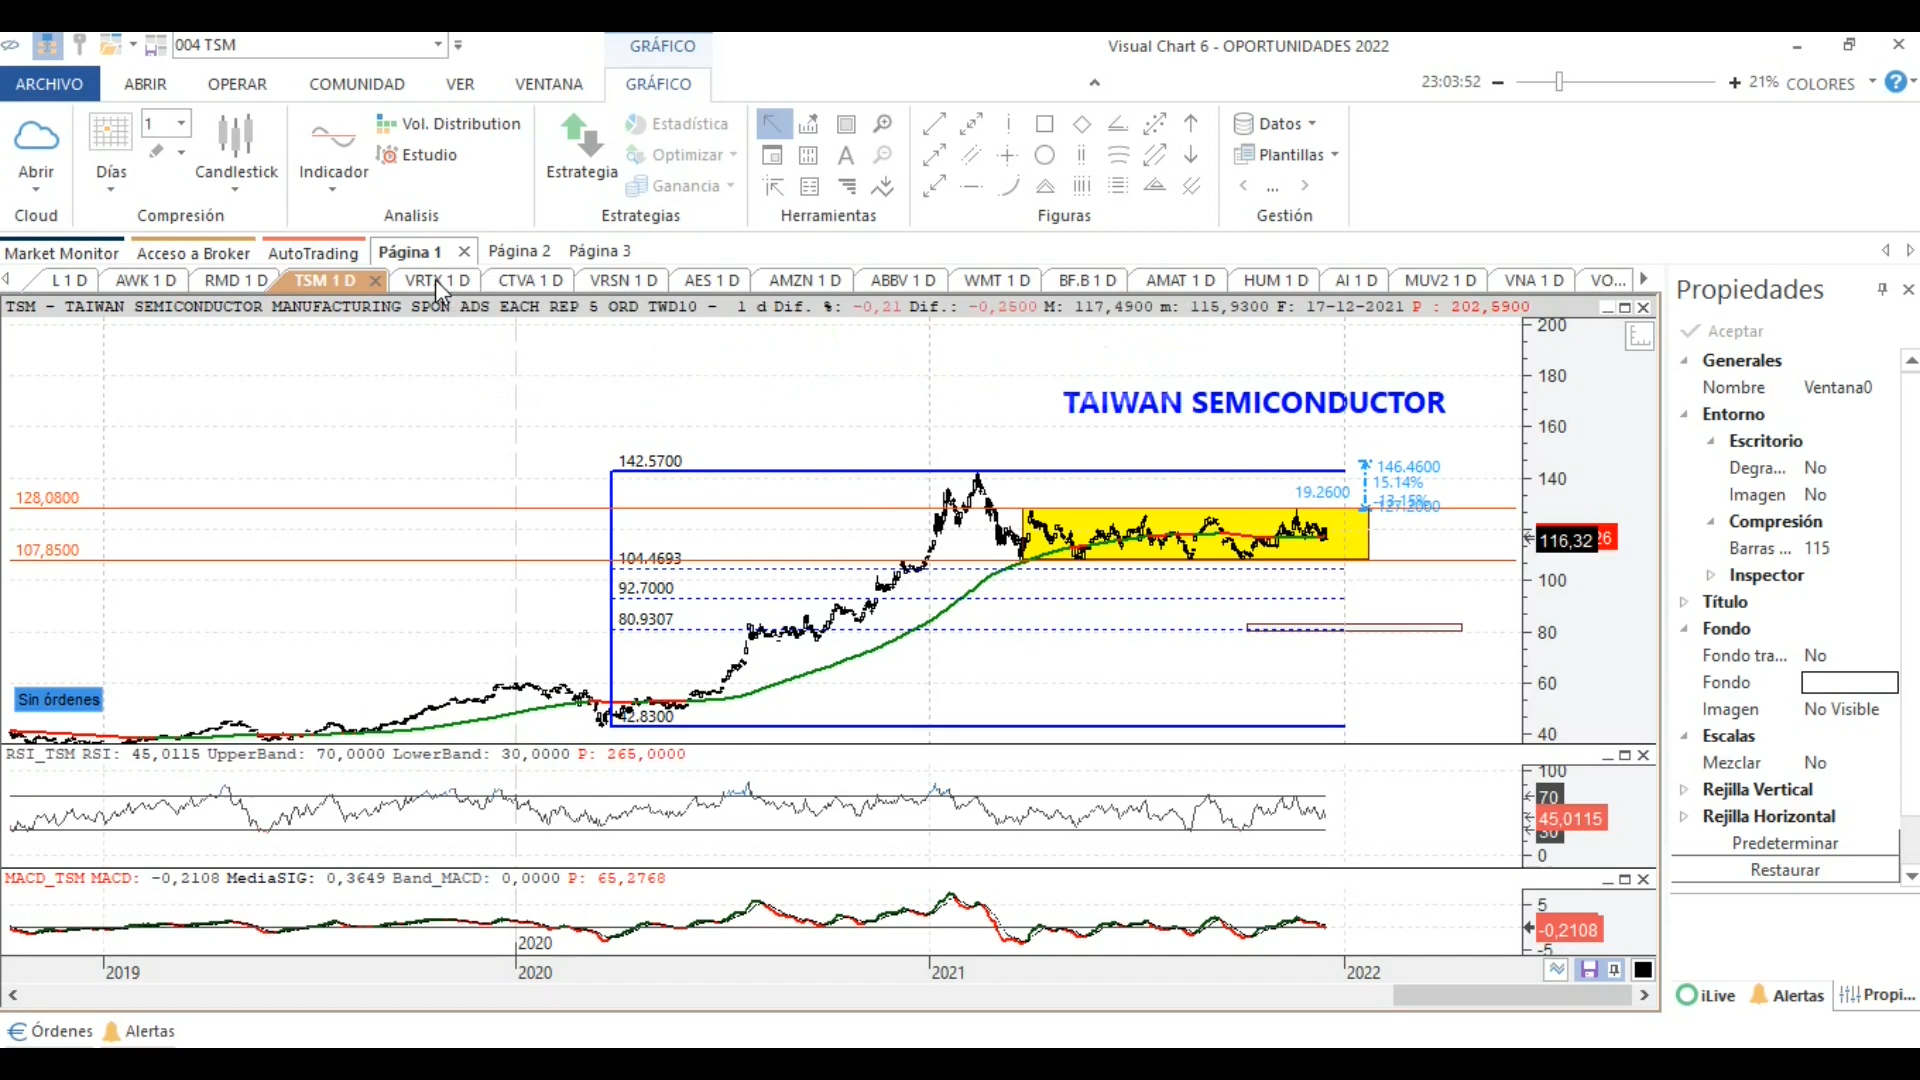 004 TSM
GRÁFICO
Visual Chart 6 - OPORTUNIDADES 2022
ARCHIVO ABRIR OPERAR COMUNIDAD VER VENTANA GRÁFICO
23:03:52 21% COLORES
1
Vol. Distribution
Estudio
Estadística
Optimizar
Ganancia
Datos
Plantillas
...
Abrir Días Candlestick Indicador Estrategia
Cloud Compresión Analisis Estrategias Herramientas Figuras Gestión
Market Monitor Acceso a Broker AutoTrading Página 1 Página 2 Página 3
L 1 D AWK 1 D RMD 1 D TSM 1 D VRTX 1 D CTVA 1 D VRSN 1 D AES 1 D AMZN 1 D ABBV 1 D WMT 1 D BF.B 1 D AMAT 1 D HUM 1 D AI 1 D MUV2 1 D VNA 1 D VO...
TSM - TAIWAN SEMICONDUCTOR MANUFACTURING SPON ADS EACH REP 5 ORD TWD10 - 1 d Dif. %: -0,21 Dif.: -0,2500 M: 117,4900 m: 115,9300 F: 17-12-2021 P : 202,5900
TAIWAN SEMICONDUCTOR
142.5700
146.4600
15.14%
19.2600
-13.15%
128,0800
107,8500
104.4693
92.7000
80.9307
42.8300
Sin órdenes
200
180
160
140
116,32
100
80
60
40
RSI_TSM RSI: 45,0115 UpperBand: 70,0000 LowerBand: 30,0000 P: 265,0000
100
70
45,0115
30
0
MACD_TSM MACD: -0,2108 MediaSIG: 0,3649 Band_MACD: 0,0000 P: 65,2768
5
-0,2108
-5
2020
2019 2020 2021 2022
Propiedades
Aceptar
Generales
Nombre Ventana0
Entorno
Escritorio
Degra... No
Imagen No
Compresión
Barras ... 115
Inspector
Título
Fondo
Fondo tra... No
Fondo
Imagen No Visible
Escalas
Mezclar No
Rejilla Vertical
Rejilla Horizontal
Predeterminar
Restaurar
iLive Alertas Propi...
Órdenes Alertas